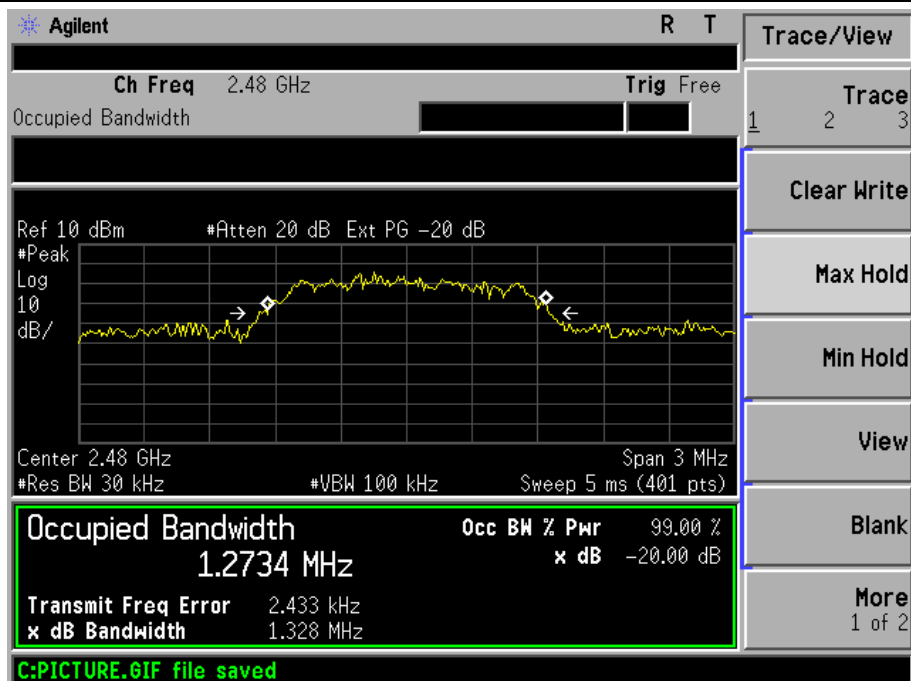 Agilent R T
Ch Freq 2.48 GHz Trig Free
Occupied Bandwidth
Ref 10 dBm #Atten 20 dB Ext PG -20 dB
#Peak
Log
10
dB/
Center 2.48 GHz Span 3 MHz
#Res BW 30 kHz #VBW 100 kHz Sweep 5 ms (401 pts)
Occupied Bandwidth Occ BW % Pwr 99.00 %
1.2734 MHz x dB -20.00 dB
Transmit Freq Error 2.433 kHz
x dB Bandwidth 1.328 MHz
C:PICTURE.GIF file saved
Trace/View
Trace
1 2 3
Clear Write
Max Hold
Min Hold
View
Blank
More
1 of 2